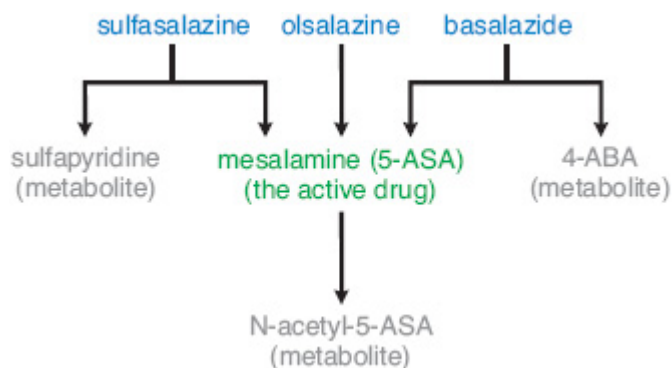 sulfasalazine olsalazine basalazide
sulfapyridine
(metabolite)
mesalamine (5-ASA)
(the active drug)
4-ABA
(metabolite)
N-acetyl-5-ASA
(metabolite)